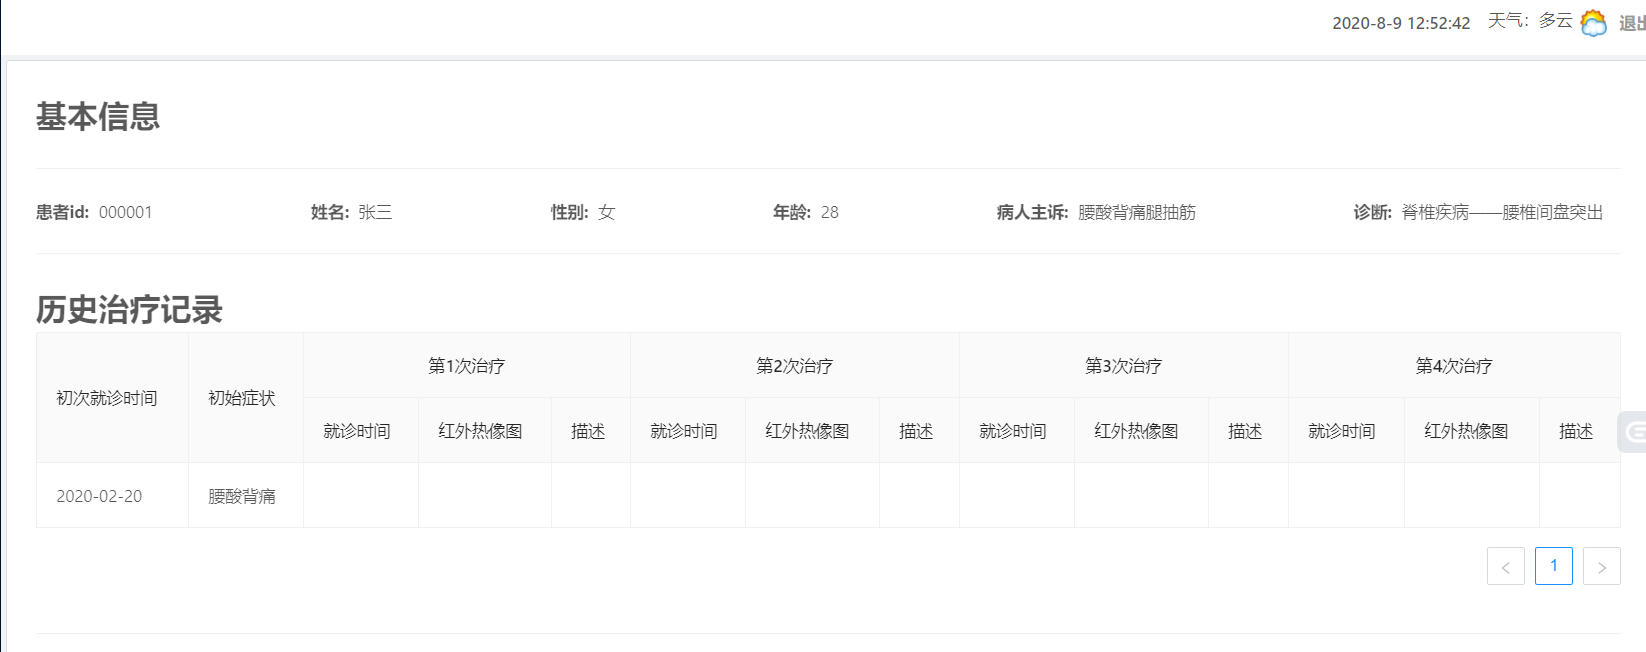 2020-8-9 12:52:42 天气：多云 退出
基本信息
患者id: 000001 姓名: 张三 性别: 女 年龄: 28 病人主诉: 腰酸背痛腿抽筋 诊断: 脊椎疾病——腰椎间盘突出
历史治疗记录
初次就诊时间 初始症状 第1次治疗 第2次治疗 第3次治疗 第4次治疗
就诊时间 红外热像图 描述 就诊时间 红外热像图 描述 就诊时间 红外热像图 描述 就诊时间 红外热像图 描述
2020-02-20 腰酸背痛
< 1 >